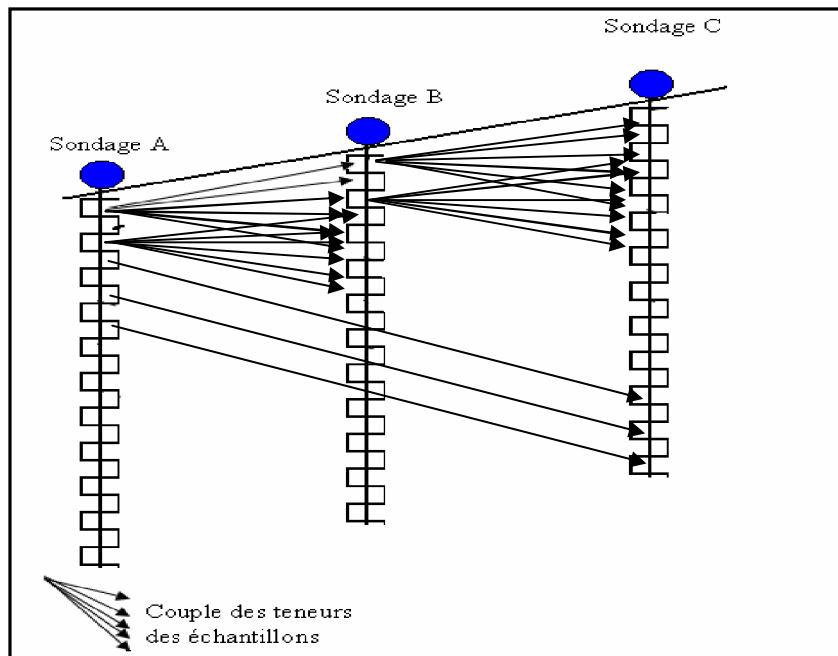 Sondage C
Sondage B
Sondage A
Couple des teneurs
des échantillons